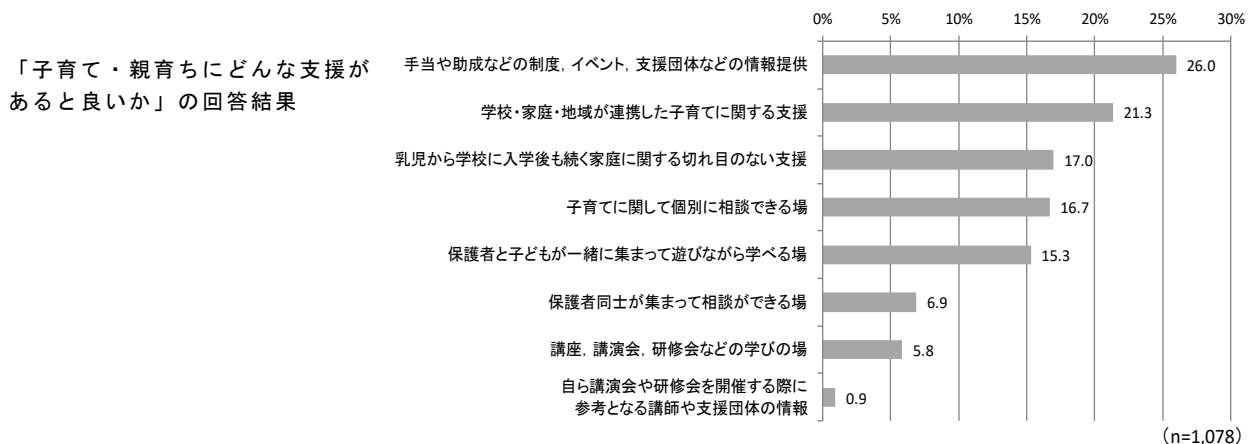 「子育て・親育ちにどんな支援が
あると良いか」の回答結果
0% 5% 10% 15% 20% 25% 30%
手当や助成などの制度，イベント，支援団体などの情報提供 26.0
学校・家庭・地域が連携した子育てに関する支援 21.3
乳児から学校に入学後も続く家庭に関する切れ目のない支援 17.0
子育てに関して個別に相談できる場 16.7
保護者と子どもが一緒に集まって遊びながら学べる場 15.3
保護者同士が集まって相談ができる場 6.9
講座，講演会，研修会などの学びの場 5.8
自ら講演会や研修会を開催する際に
参考となる講師や支援団体の情報 0.9
(n=1,078)